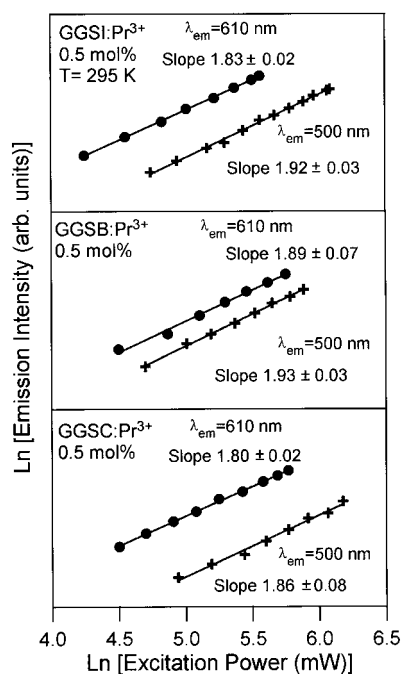 GGSI:Pr³⁺
0.5 mol%
T= 295 K
λem=610 nm
Slope 1.83 ± 0.02
λem=500 nm
Slope 1.92 ± 0.03
GGSB:Pr³⁺
0.5 mol%
λem=610 nm
Slope 1.89 ± 0.07
λem=500 nm
Slope 1.93 ± 0.03
GGSC:Pr³⁺
0.5 mol%
λem=610 nm
Slope 1.80 ± 0.02
λem=500 nm
Slope 1.86 ± 0.08
Ln [Emission Intensity (arb. units)]
4.0 4.5 5.0 5.5 6.0 6.5
Ln [Excitation Power (mW)]